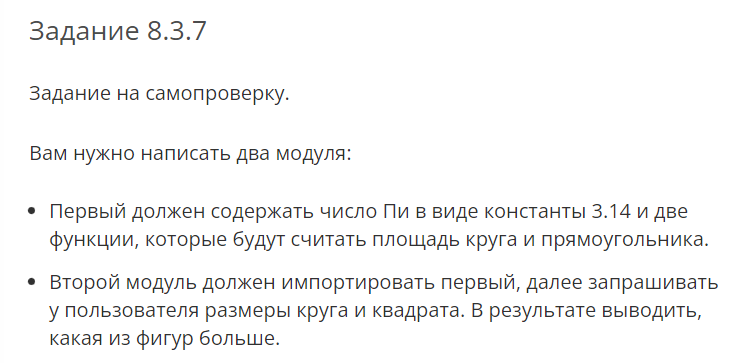 Задание 8.3.7
Задание на самопроверку.
Вам нужно написать два модуля:
• Первый должен содержать число Пи в виде константы 3.14 и две
функции, которые будут считать площадь круга и прямоугольника.
• Второй модуль должен импортировать первый, далее запрашивать
у пользователя размеры круга и квадрата. В результате выводить,
какая из фигур больше.